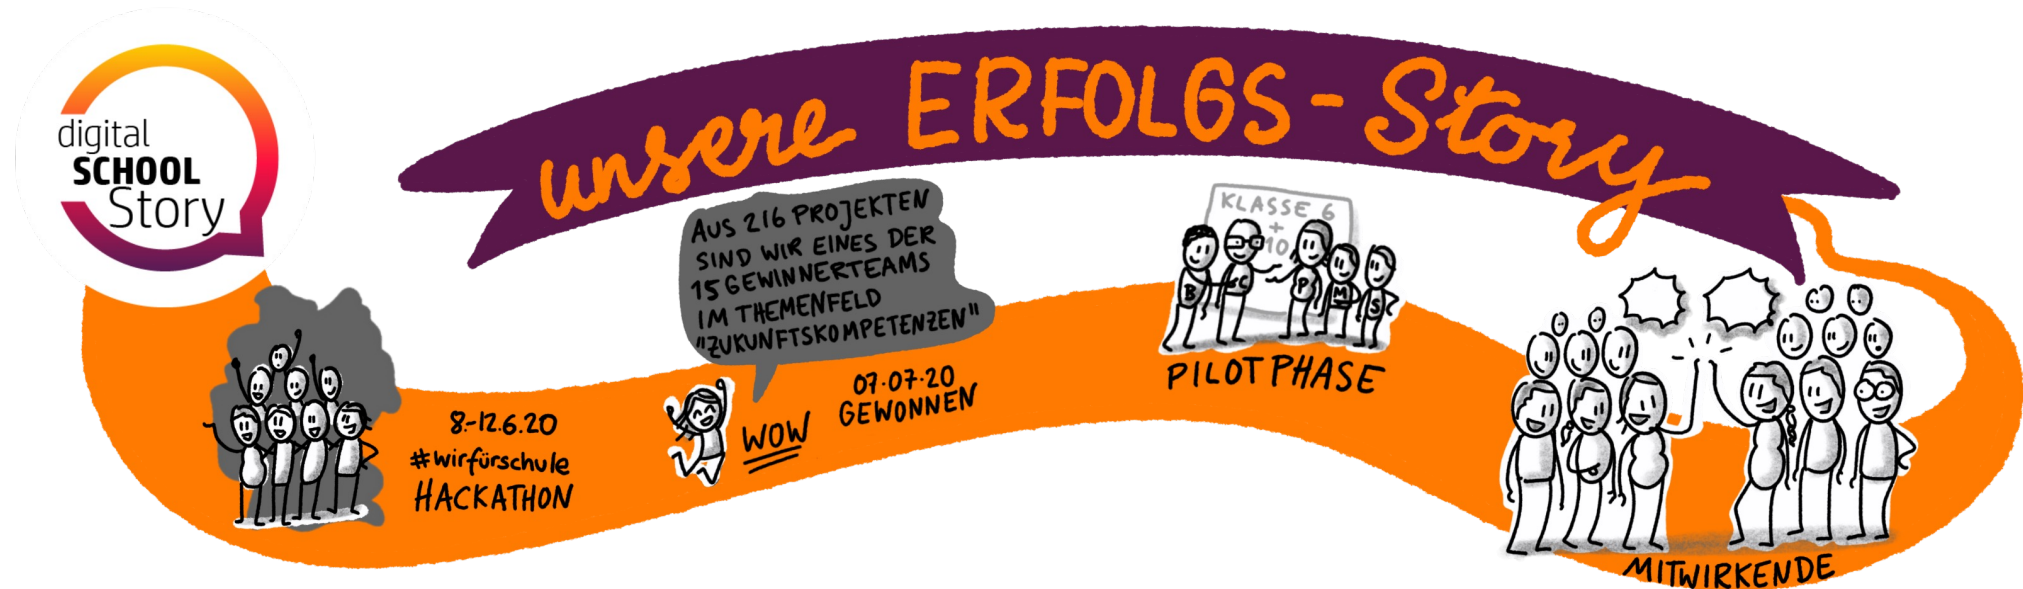 digital
SCHOOL
Story
unsere ERFOLGS-Story
8.-12.6.20
#wirfürschule
HACKATHON
AUS 216 PROJEKTEN
SIND WIR EINES DER
15 GEWINNERTEAMS
IM THEMENFELD
"ZUKUNFTSKOMPETENZEN"
WOW
07.07.20
GEWONNEN
KLASSE 6
+
10
B C P M S
PILOTPHASE
MITWIRKENDE